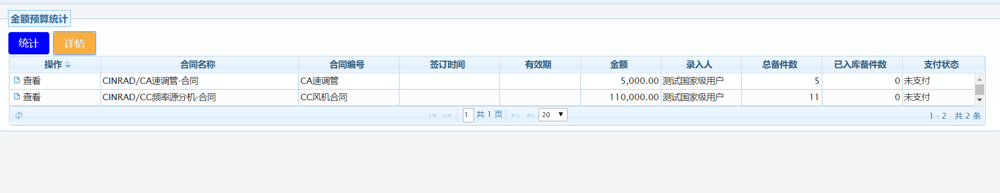 金额预算统计
统计 详情
操作 合同名称 合同编号 签订时间 有效期 金额 录入人 总备件数 已入库备件数 支付状态
查看 CINRAD/CA速调管-合同 CA速调管 5,000.00 测试国家级用户 5 0 未支付
查看 CINRAD/CC频率源分机-合同 CC风机合同 110,000.00 测试国家级用户 11 0 未支付
1 共 1 页 20 1 - 2 共 2 条